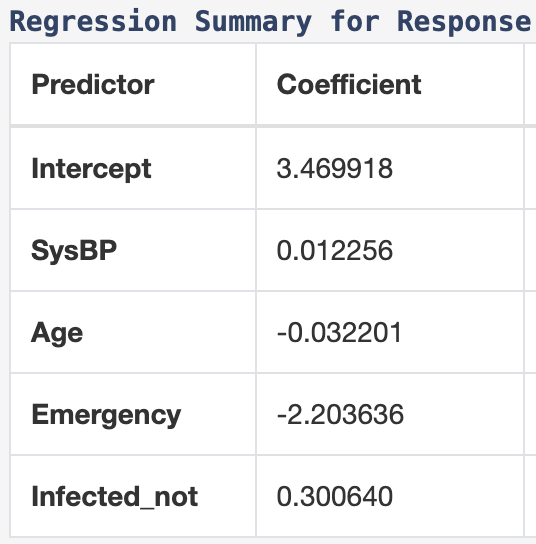 Regression Summary for Response
Predictor Coefficient
Intercept 3.469918
SysBP 0.012256
Age -0.032201
Emergency -2.203636
Infected_not 0.300640